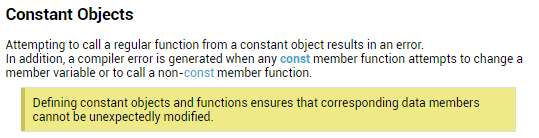 Constant Objects
Attempting to call a regular function from a constant object results in an error.
In addition, a compiler error is generated when any const member function attempts to change a
member variable or to call a non-const member function.
Defining constant objects and functions ensures that corresponding data members
cannot be unexpectedly modified.